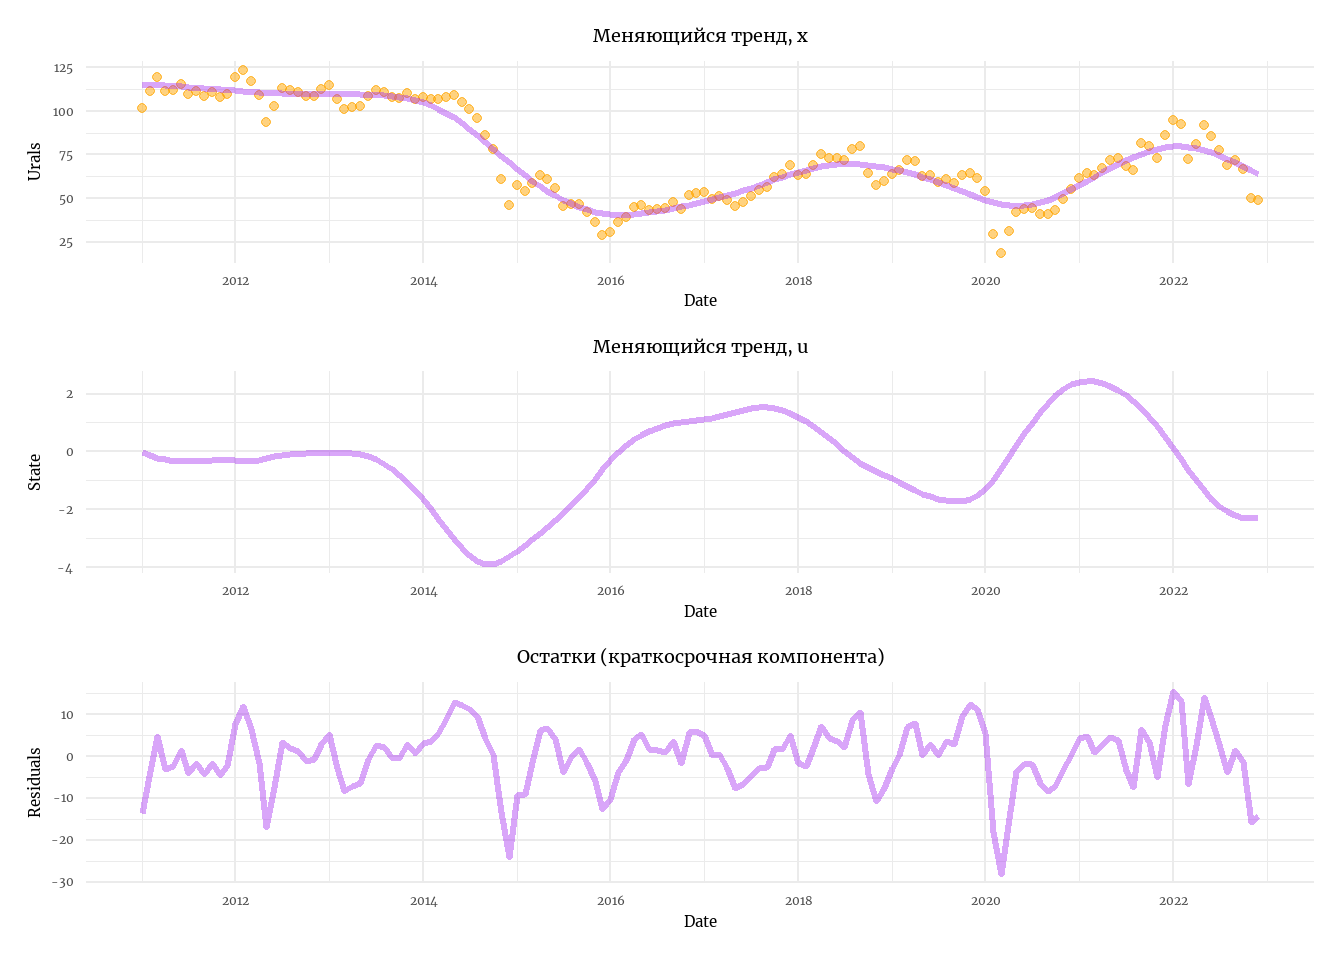 Меняющийся тренд, x
125
100
75
50
25
Urals
2012 2014 2016 2018 2020 2022
Date
Меняющийся тренд, u
2
0
-2
-4
State
2012 2014 2016 2018 2020 2022
Date
Остатки (краткосрочная компонента)
10
0
-10
-20
-30
Residuals
2012 2014 2016 2018 2020 2022
Date